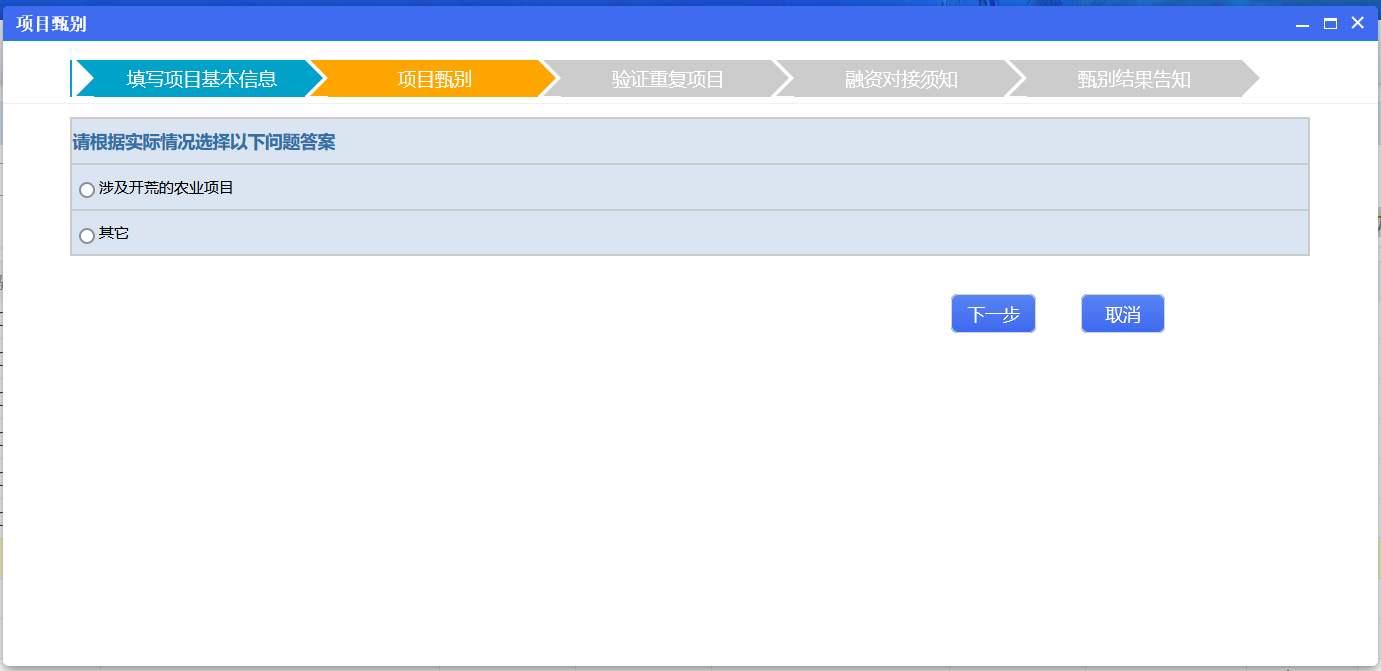 项目甄别
填写项目基本信息
项目甄别
验证重复项目
融资对接须知
甄别结果告知
请根据实际情况选择以下问题答案
涉及开荒的农业项目
其它
下一步
取消